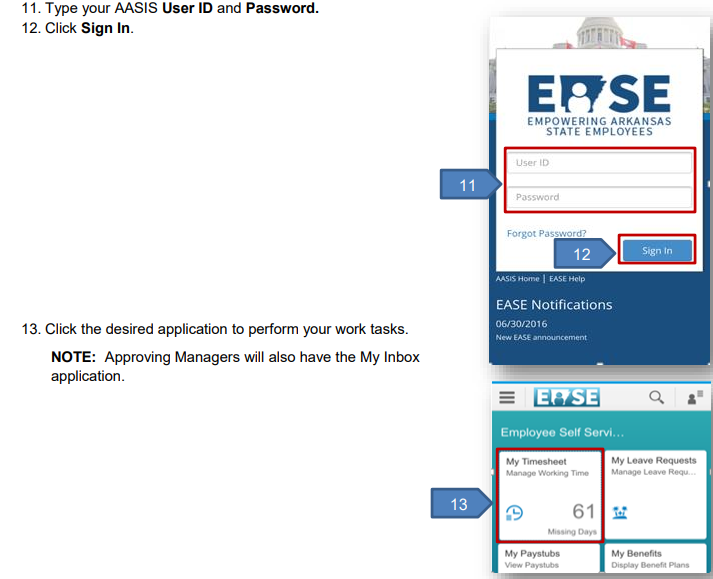 11. Type your AASIS User ID and Password.
12. Click Sign In.
EASE
EMPOWERING ARKANSAS
STATE EMPLOYEES
User ID
11
Password
Forgot Password?
12
Sign In
AASIS Home | EASE Help
EASE Notifications
06/30/2016
New EASE announcement
13. Click the desired application to perform your work tasks.
NOTE: Approving Managers will also have the My Inbox
application.
EASE
Employee Self Servi...
My Timesheet
Manage Working Time
My Leave Requests
Manage Leave Requ...
13
61
Missing Days
My Paystubs
View Paystubs
My Benefits
Display Benefit Plans